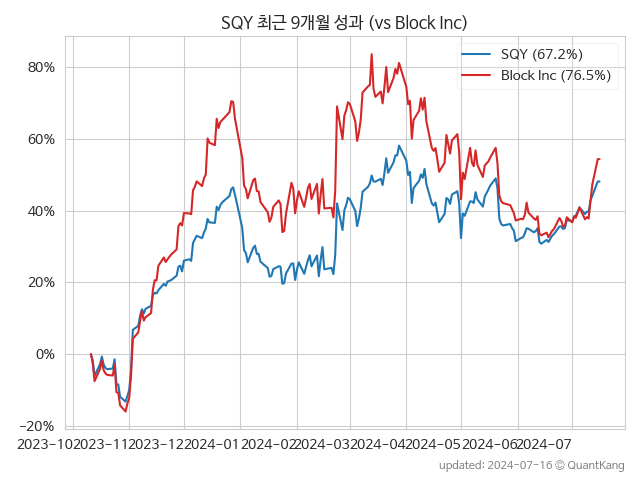 SQY 최근 9개월 성과 (vs Block Inc)
SQY (67.2%)
Block Inc (76.5%)
80%
60%
40%
20%
0%
−20%
2023-10 2023-11 2023-12 2024-01 2024-02 2024-03 2024-04 2024-05 2024-06 2024-07
updated: 2024-07-16 © QuantKang